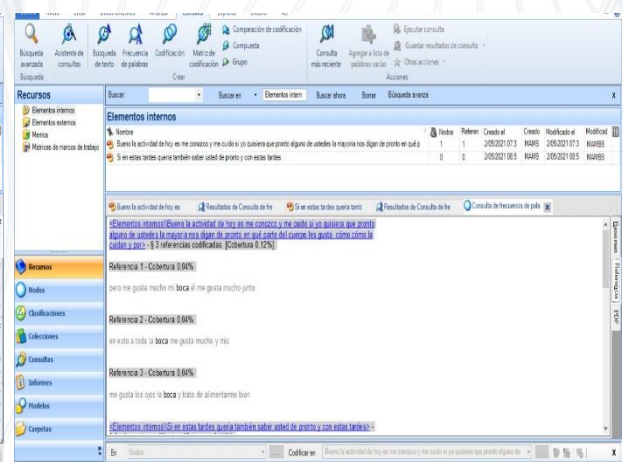 Búsqueda avanzada
Asistente de consultas
Búsqueda de texto
Frecuencia de palabras
Codificación
Matriz de codificación
Comparación de codificación
Compuesta
Grupo
Consulta más reciente
Agregar a lista de palabras vacías
Ejecutar consulta
Guardar resultados de consulta
Otras acciones
Búsqueda
Crear
Acciones
Recursos
Buscar:
Buscar en
Elementos intern
Buscar ahora
Borrar
Búsqueda avanza
X
Elementos internos
Elementos externos
Memos
Matrices de marcos de trabajo
Elementos internos
Nombre
Nodos
Referen
Creado el
Creado
Modificado el
Modificad
Bueno la actividad de hoy es me conozco y me cuido si yo quisiera que pronto alguno de ustedes la mayoría nos digan de pronto en qué p
1
1
2/05/2021 07:3
MAMB
2/05/2021 08:5
MAMBB
Si en estas tardes quería también saber usted de pronto y con estas tardes
0
0
2/05/2021 08:5
MAMB
2/05/2021 08:5
MAMBB
Bueno la actividad de hoy es
Resultados de Consulta de fre
Si en estas tardes quería tamb
Resultados de Consulta de fre
Consulta de frecuencia de pala
<Elementos internos\\Bueno la actividad de hoy es me conozco y me cuido si yo quisiera que pronto
alguno de ustedes la mayoría nos digan de pronto en qué parte del cuerpo les gusta cómo cómo la
cuidan y por> - § 3 referencias codificadas [Cobertura 0,12%]
Referencia 1 - Cobertura 0,04%
pero me gusta mucho mi boca él me gusta mucho junto
Referencia 2 - Cobertura 0,04%
en esto a toda la boca me gusta mucho y mis
Referencia 3 - Cobertura 0,04%
me gusta los ojos la boca y trato de alimentarme bien
<Elementos internos\\Si en estas tardes quería también saber usted de pronto y con estas tardes> -
Resumen
Referencia
PDF
Recursos
Nodos
Clasificaciones
Colecciones
Consultas
Informes
Modelos
Carpetas
En
Nodos
Codificar en
Bueno la actividad de hoy es me conozco y me cuido si yo quisiera que pronto alguno de
X